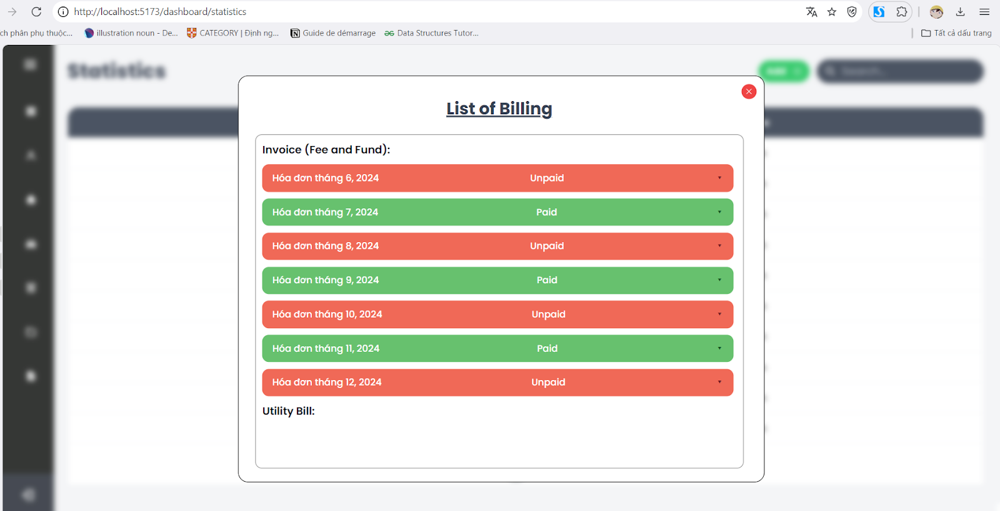 http://localhost:5173/dashboard/statistics
ch phân phụ thuộc...
illustration noun - De...
CATEGORY | Định ng...
Guide de démarrage
Data Structures Tutor...
Tất cả dấu trang
Statistics
Add
Search...
List of Billing
Invoice (Fee and Fund):
Hóa đơn tháng 6, 2024 Unpaid
Hóa đơn tháng 7, 2024 Paid
Hóa đơn tháng 8, 2024 Unpaid
Hóa đơn tháng 9, 2024 Paid
Hóa đơn tháng 10, 2024 Unpaid
Hóa đơn tháng 11, 2024 Paid
Hóa đơn tháng 12, 2024 Unpaid
Utility Bill: